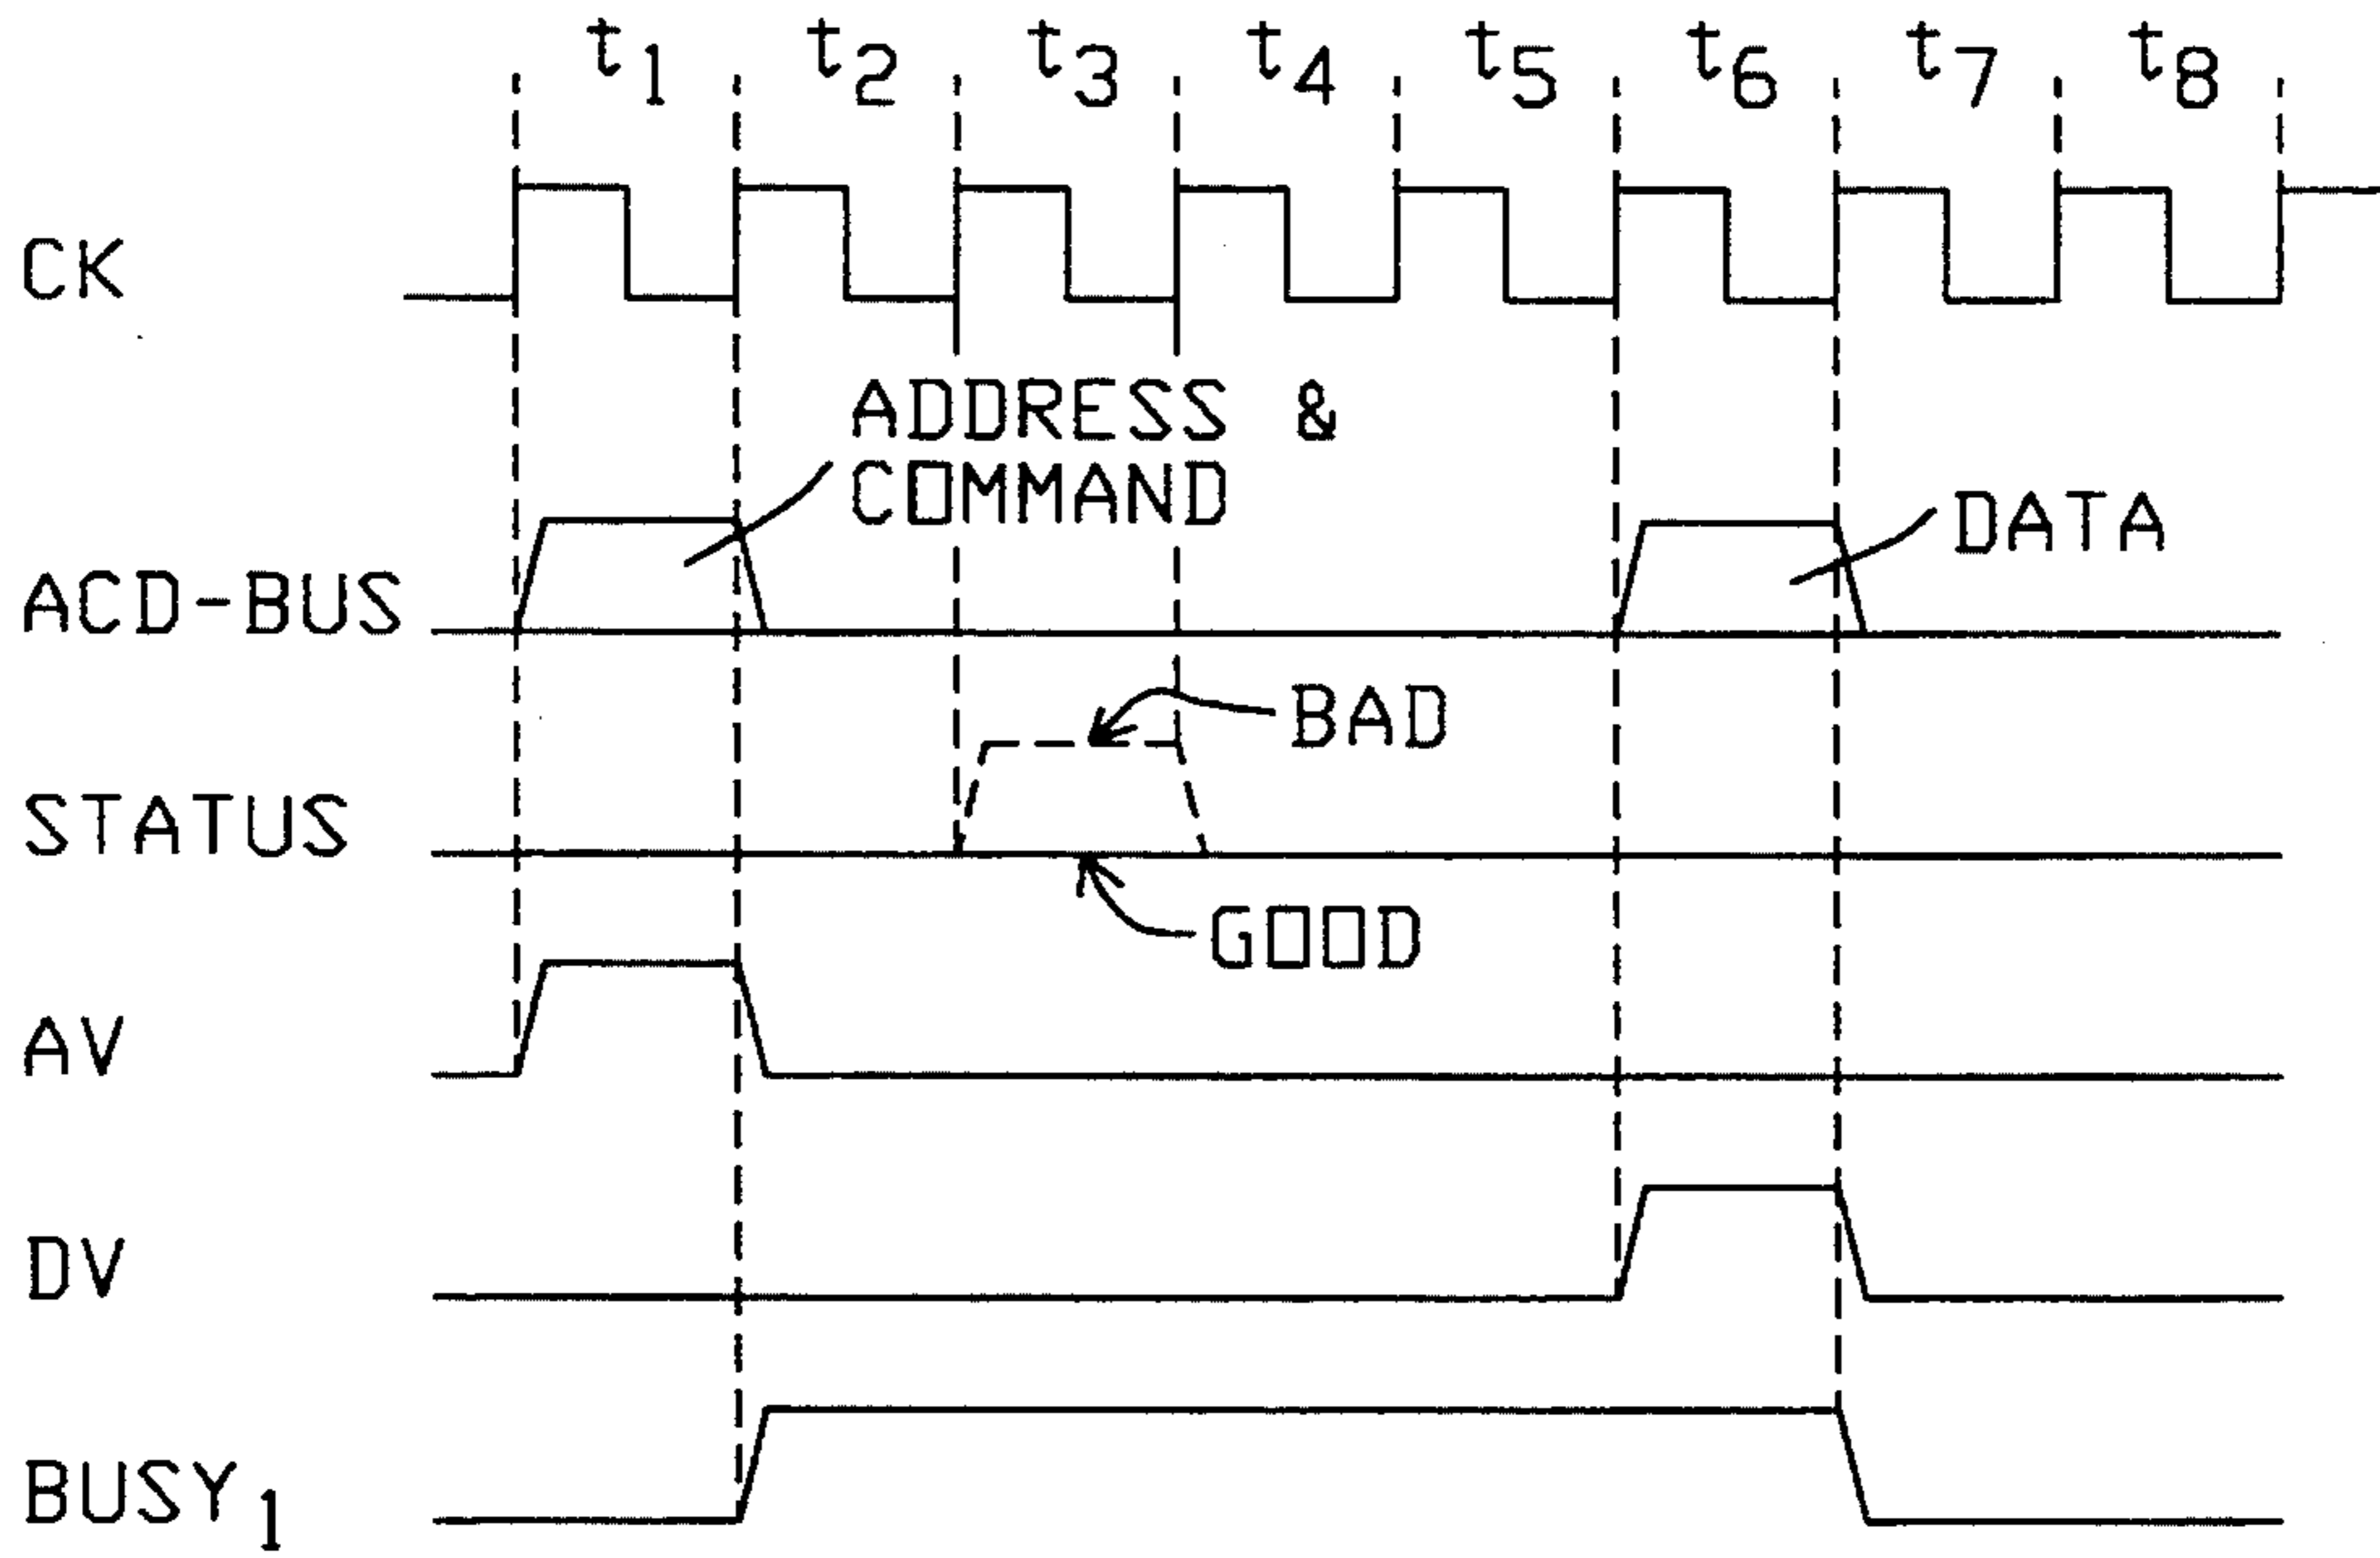 t1 t2 t3 t4 t5 t6 t7 t8
CK
ADDRESS &
COMMAND
DATA
ACD-BUS
BAD
STATUS
GOOD
AV
DV
BUSY1